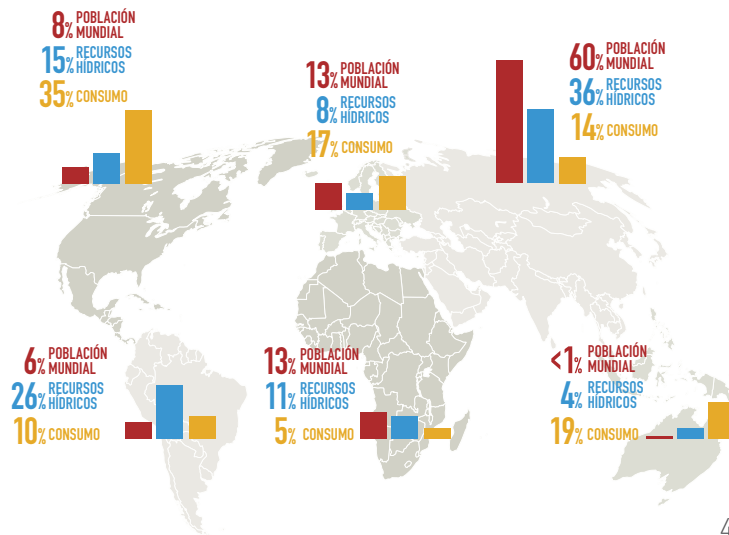 8% POBLACIÓN
MUNDIAL
15% RECURSOS
HÍDRICOS
35% CONSUMO
13% POBLACIÓN
MUNDIAL
8% RECURSOS
HÍDRICOS
17% CONSUMO
60% POBLACIÓN
MUNDIAL
36% RECURSOS
HÍDRICOS
14% CONSUMO
6% POBLACIÓN
MUNDIAL
26% RECURSOS
HÍDRICOS
10% CONSUMO
13% POBLACIÓN
MUNDIAL
11% RECURSOS
HÍDRICOS
5% CONSUMO
<1% POBLACIÓN
MUNDIAL
4% RECURSOS
HÍDRICOS
19% CONSUMO
4